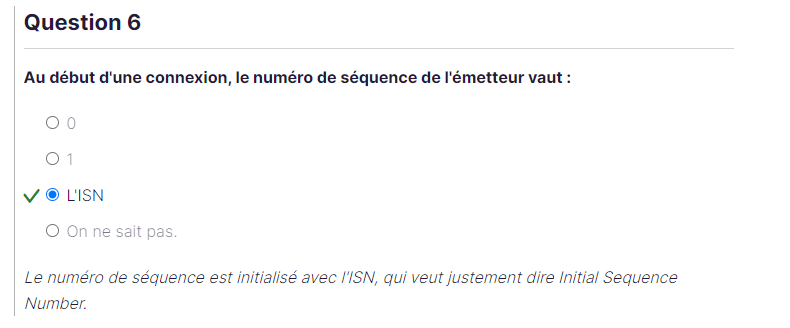 Question 6
Au début d'une connexion, le numéro de séquence de l'émetteur vaut :
0
1
L'ISN
On ne sait pas.
Le numéro de séquence est initialisé avec l'ISN, qui veut justement dire Initial Sequence
Number.